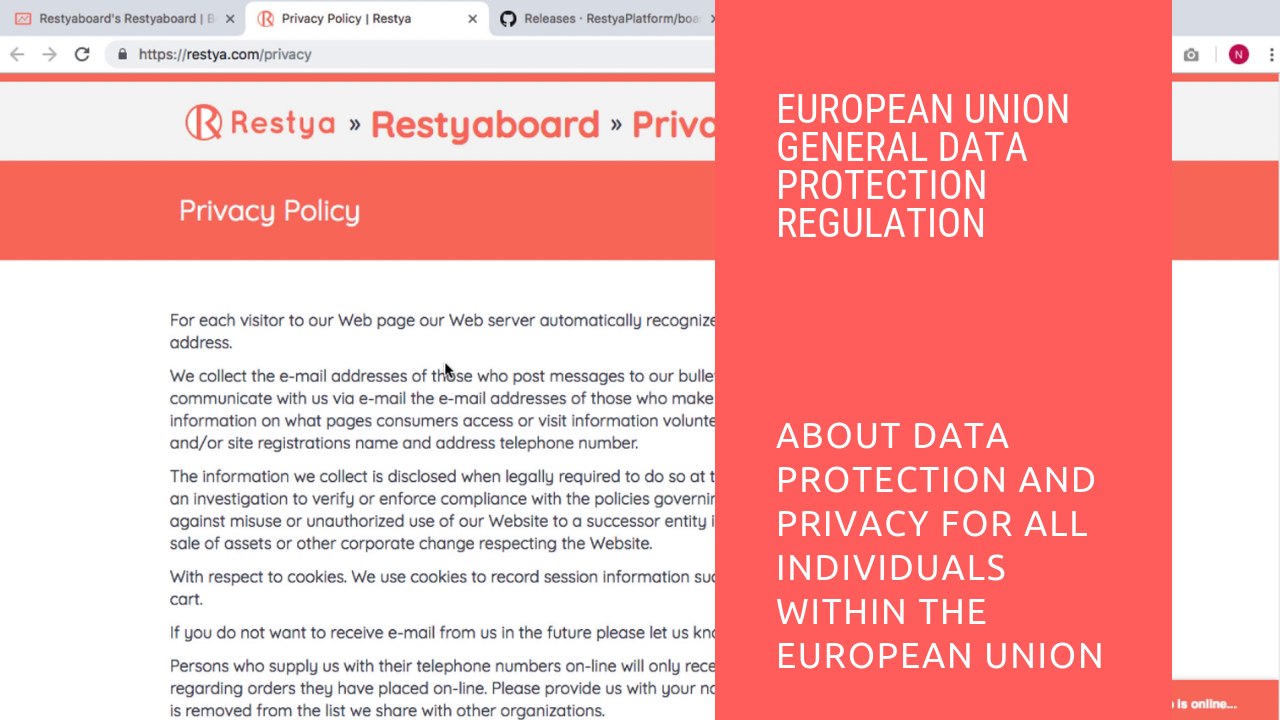 Restyaboard's Restyaboard |
Privacy Policy | Restya
Releases · RestyaPlatform/boa
https://restya.com/privacy
N
Restya » Restyaboard »
Privacy Policy
For each visitor to our Web page our Web server automatically recognize
address.
We collect the e-mail addresses of those who post messages to our
communicate with us via e-mail the e-mail addresses of those who make
information on what pages consumers access or visit information
and/or site registrations name and address telephone number.
The information we collect is disclosed when legally required to do so at
an investigation to verify or enforce compliance with the policies
against misuse or unauthorized use of our Website to a successor entity
sale of assets or other corporate change respecting the Website.
With respect to cookies. We use cookies to record session information
cart.
If you do not want to receive e-mail from us in the future please let us
Persons who supply us with their telephone numbers on-line will only
regarding orders they have placed on-line. Please provide us with your
is removed from the list we share with other organizations.
EUROPEAN UNION
GENERAL DATA
PROTECTION
REGULATION
ABOUT DATA
PROTECTION AND
PRIVACY FOR ALL
INDIVIDUALS
WITHIN THE
EUROPEAN UNION
is online...